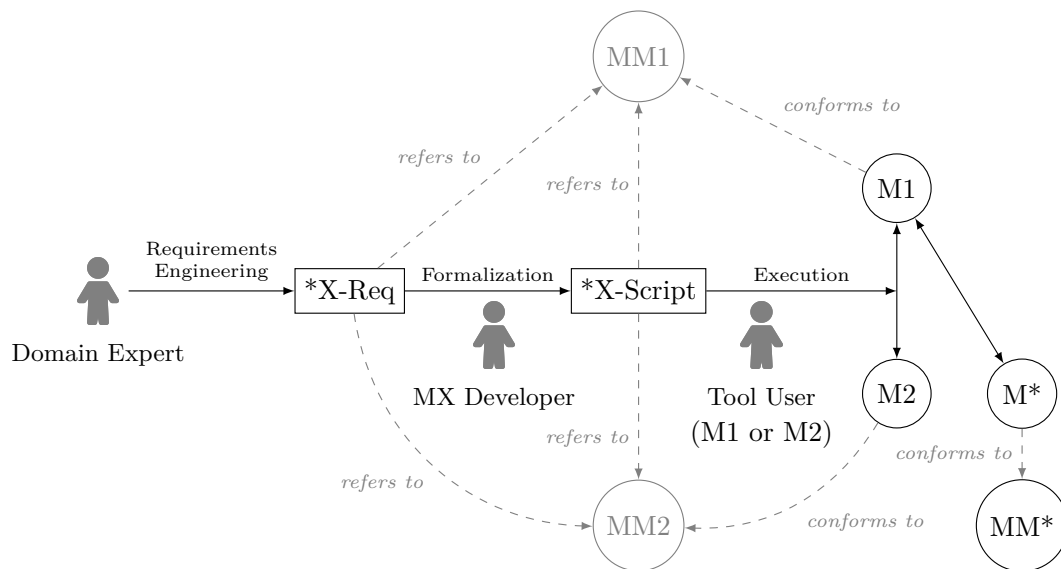 MM1
conforms to
refers to
refers to
M1
Requirements
Engineering
Formalization
Execution
*X-Req
*X-Script
Domain Expert
MX Developer
Tool User
(M1 or M2)
M2
M*
refers to
conforms to
refers to
conforms to
MM2
MM*